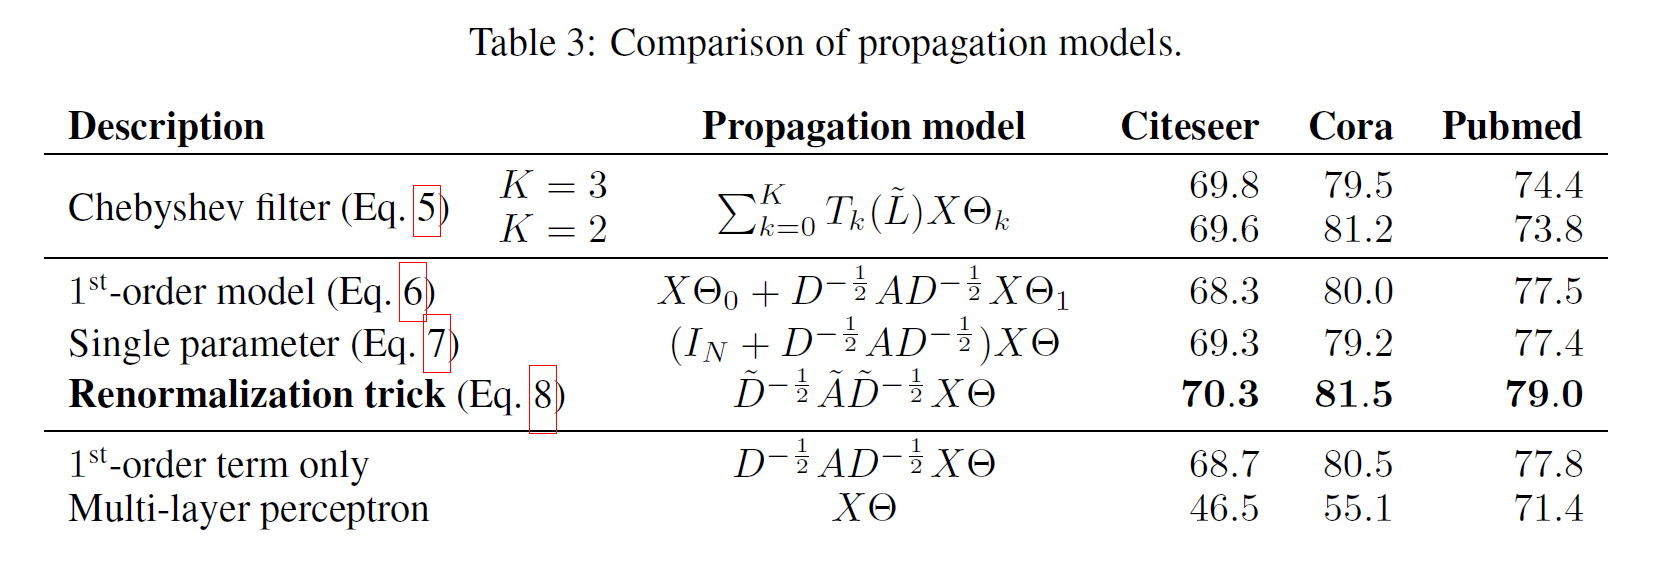 Table 3: Comparison of propagation models.
Description Propagation model Citeseer Cora Pubmed
Chebyshev filter (Eq. 5) K = 3 $\sum_{k=0}^{K} T_k(\tilde{L})X\Theta_k$ 69.8 79.5 74.4
K = 2 69.6 81.2 73.8
1st-order model (Eq. 6) $X\Theta_0 + D^{-\frac{1}{2}}AD^{-\frac{1}{2}}X\Theta_1$ 68.3 80.0 77.5
Single parameter (Eq. 7) $(I_N + D^{-\frac{1}{2}}AD^{-\frac{1}{2}})X\Theta$ 69.3 79.2 77.4
Renormalization trick (Eq. 8) $\tilde{D}^{-\frac{1}{2}}\tilde{A}\tilde{D}^{-\frac{1}{2}}X\Theta$ 70.3 81.5 79.0
1st-order term only $D^{-\frac{1}{2}}AD^{-\frac{1}{2}}X\Theta$ 68.7 80.5 77.8
Multi-layer perceptron $X\Theta$ 46.5 55.1 71.4